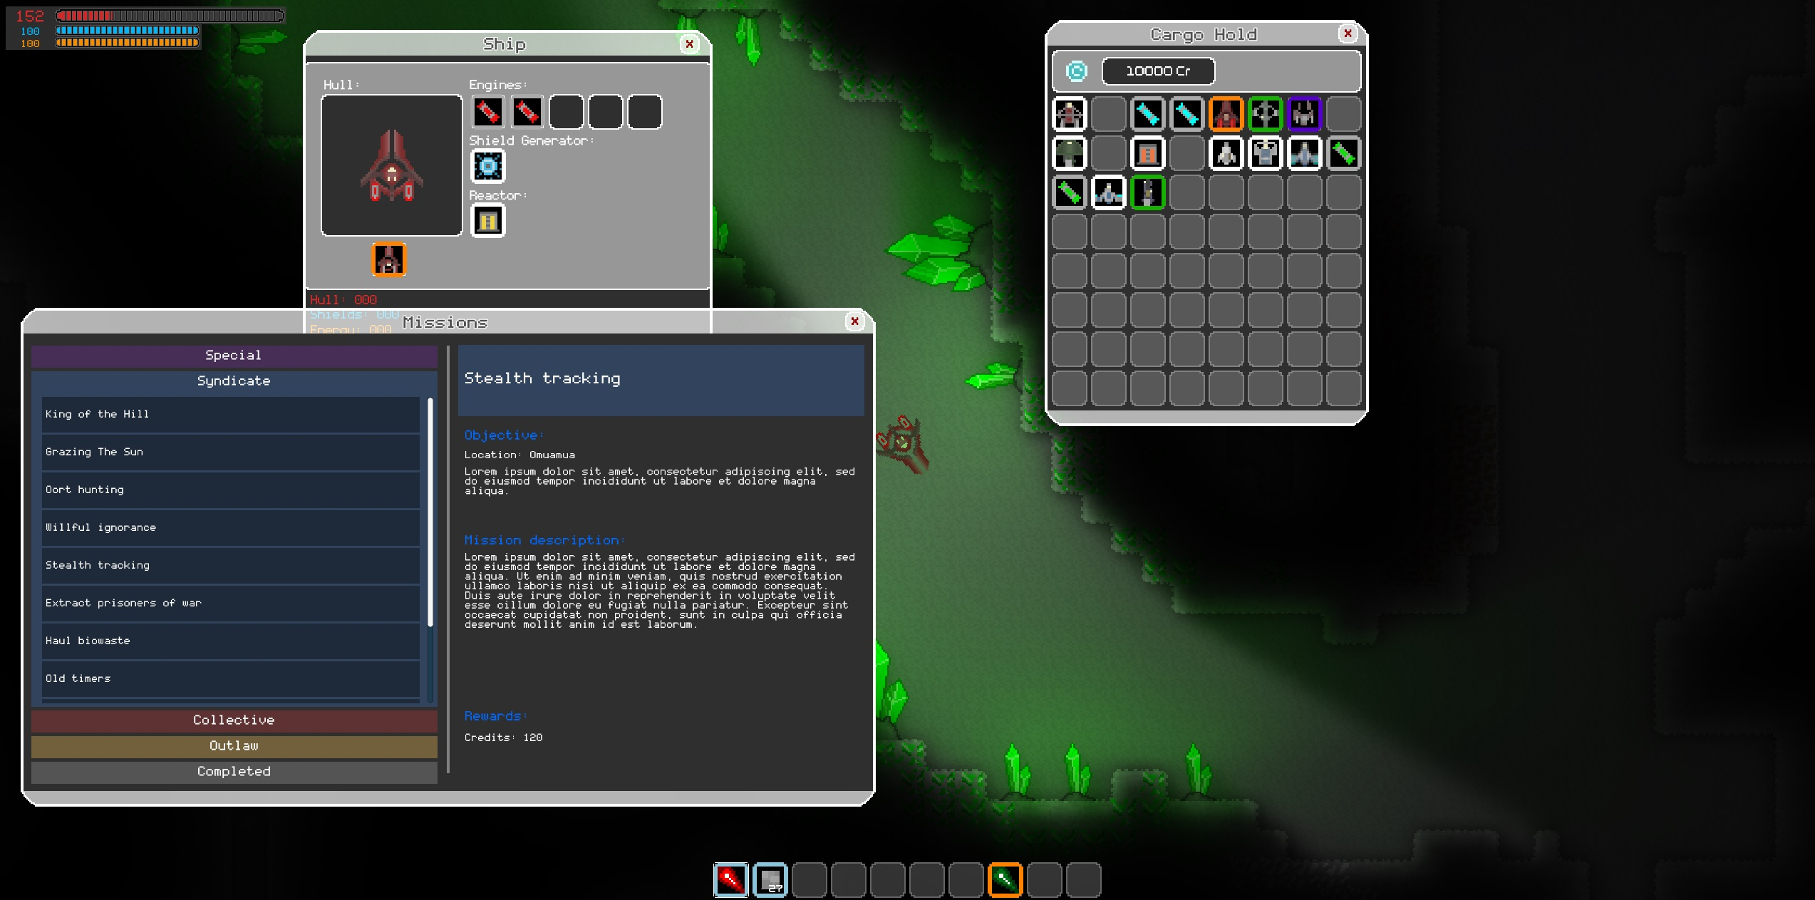 152
100
100
Ship
Hull:
Engines:
Shield Generator:
Reactor:
Hull: 000
Shields: 000
Energy: 000
Cargo Hold
10000 Cr
Missions
Special
Syndicate
King of the Hill
Grazing The Sun
Oort hunting
Willful ignorance
Stealth tracking
Extract prisoners of war
Haul biowaste
Old timers
Collective
Outlaw
Completed
Stealth tracking
Objective:
Location: Omuamua
Lorem ipsum dolor sit amet, consectetur adipiscing elit, sed
do eiusmod tempor incididunt ut labore et dolore magna
aliqua.
Mission description:
Lorem ipsum dolor sit amet, consectetur adipiscing elit, sed
do eiusmod tempor incididunt ut labore et dolore magna
aliqua. Ut enim ad minim veniam, quis nostrud exercitation
ullamco laboris nisi ut aliquip ex ea commodo consequat.
Duis aute irure dolor in reprehenderit in voluptate velit
esse cillum dolore eu fugiat nulla pariatur. Excepteur sint
occaecat cupidatat non proident, sunt in culpa qui officia
deserunt mollit anim id est laborum.
Rewards:
Credits: 120
27